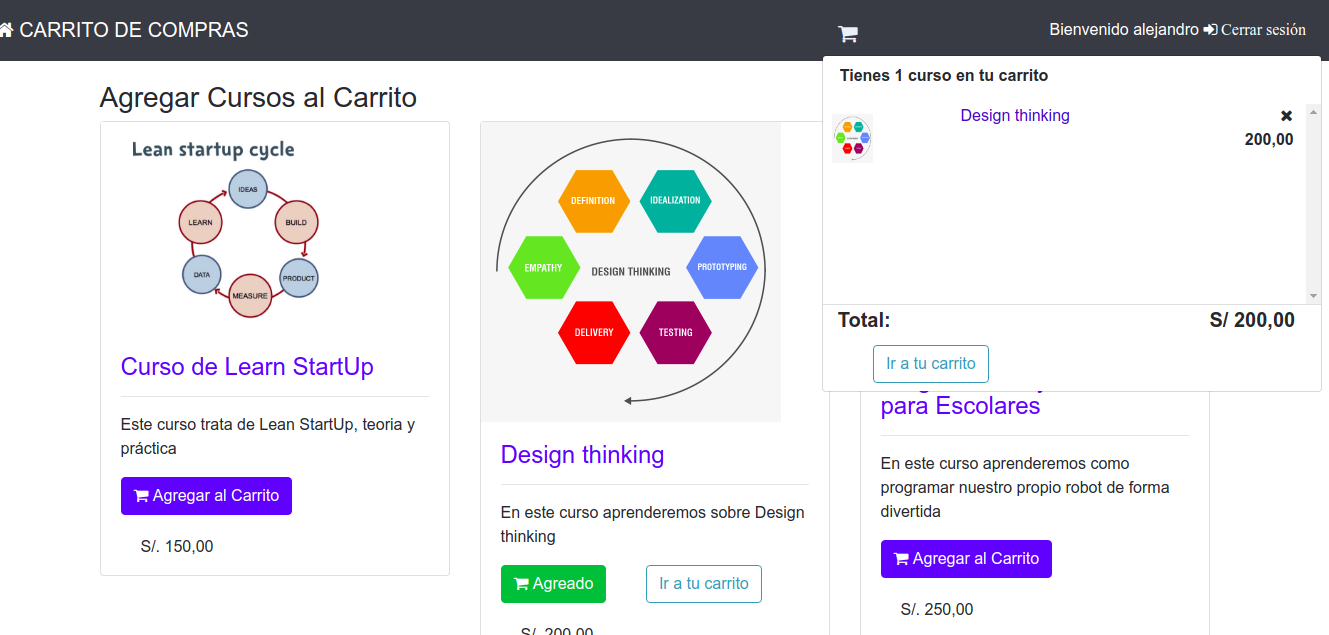 CARRITO DE COMPRAS
Bienvenido alejandro Cerrar sesión
Tienes 1 curso en tu carrito
Design thinking
200,00
Total: S/ 200,00
Ir a tu carrito
Agregar Cursos al Carrito
Lean startup cycle
IDEAS
LEARN
BUILD
DATA
PRODUCT
MEASURE
Curso de Learn StartUp
Este curso trata de Lean StartUp, teoria y
práctica
Agregar al Carrito
S/. 150,00
DEFINITION
IDEALIZATION
EMPATHY
DESIGN THINKING
PROTOTYPING
DELIVERY
TESTING
Design thinking
En este curso aprenderemos sobre Design
thinking
Agreado
Ir a tu carrito
S/. 200,00
para Escolares
En este curso aprenderemos como
programar nuestro propio robot de forma
divertida
Agregar al Carrito
S/. 250,00